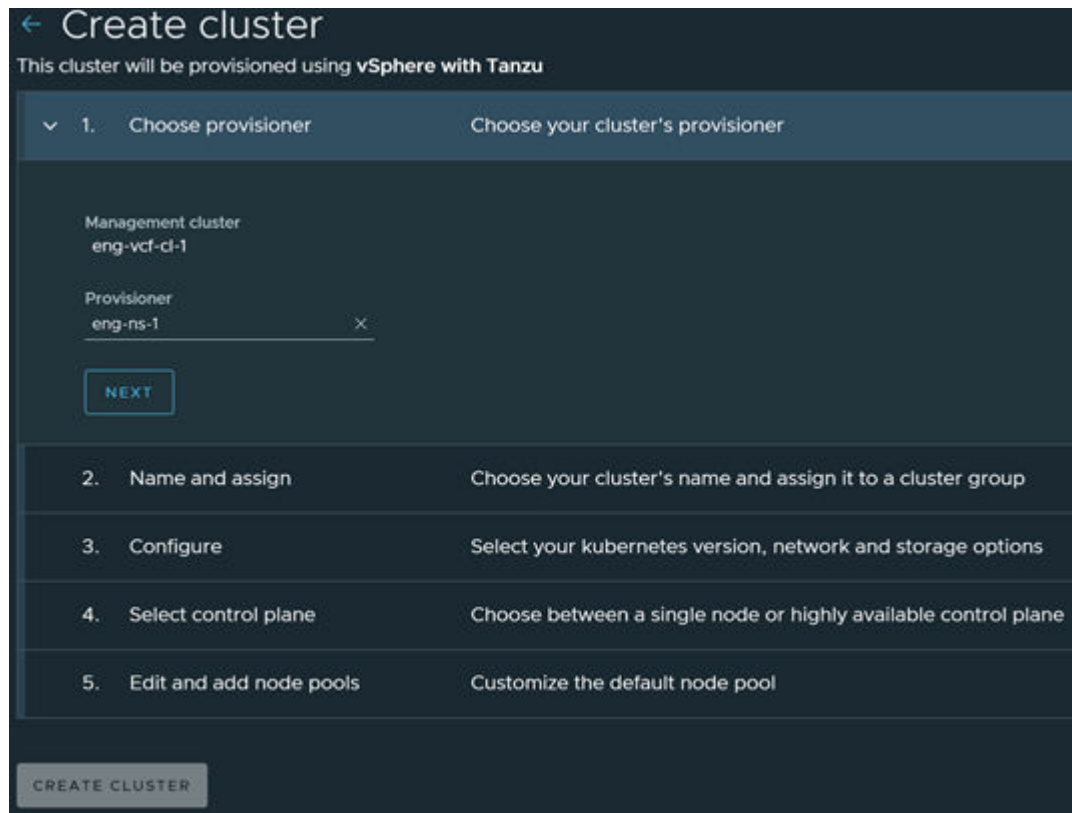 Create cluster
This cluster will be provisioned using vSphere with Tanzu
1. Choose provisioner Choose your cluster's provisioner
Management cluster
eng-vcf-cl-1
Provisioner
eng-ns-1
NEXT
2. Name and assign Choose your cluster's name and assign it to a cluster group
3. Configure Select your kubernetes version, network and storage options
4. Select control plane Choose between a single node or highly available control plane
5. Edit and add node pools Customize the default node pool
CREATE CLUSTER